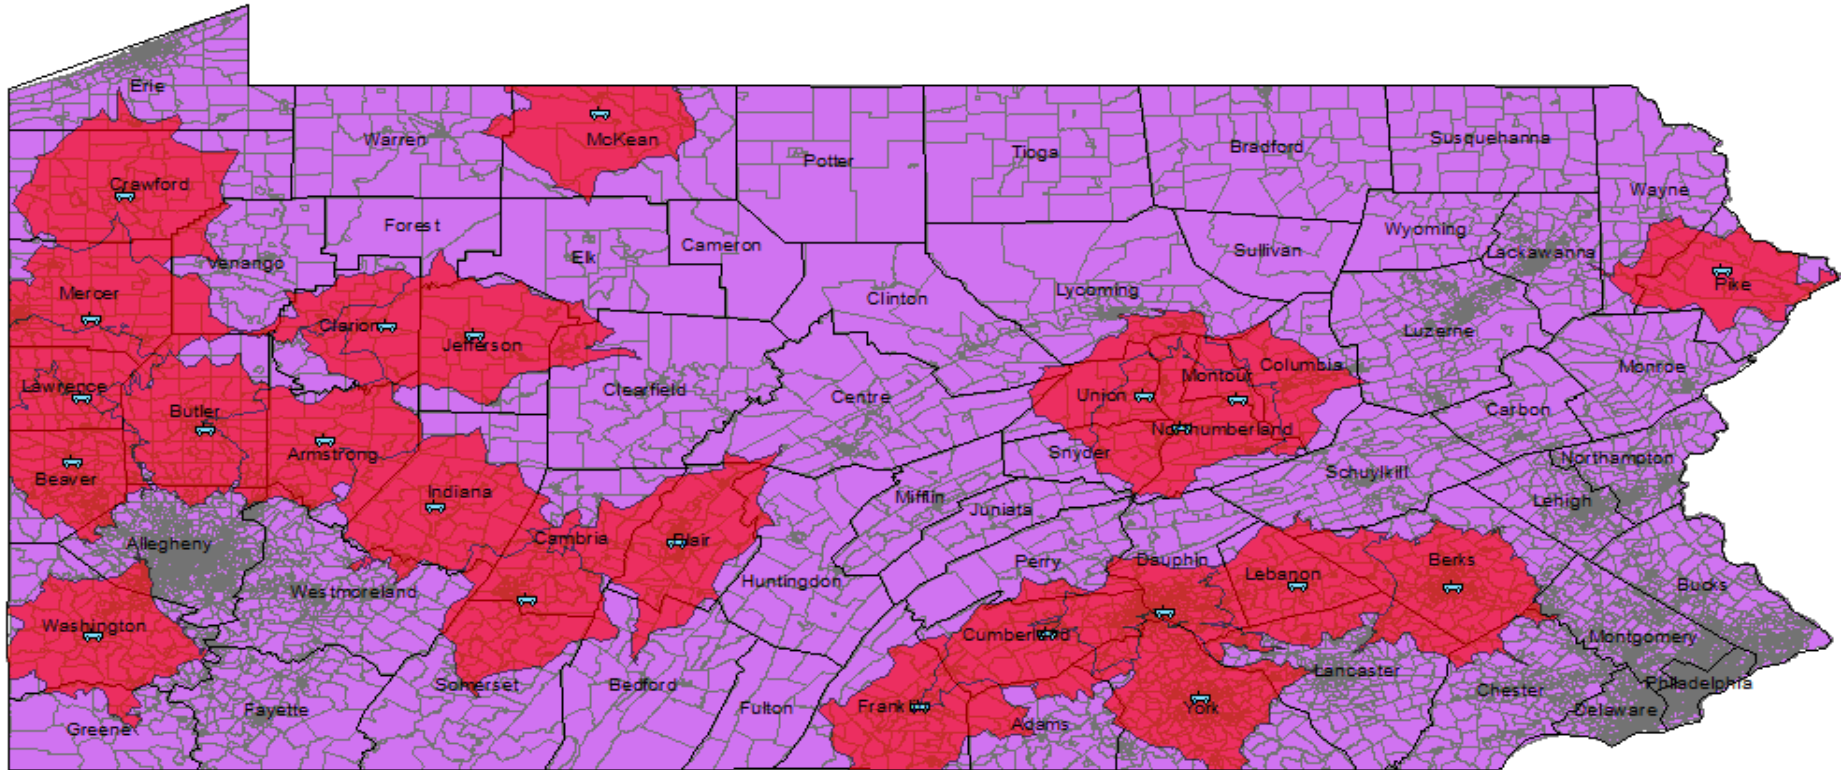 Erie
Warren
McKean
Potter
Tioga
Bradford
Susquehanna
Wayne
Crawford
Forest
Elk
Cameron
Sullivan
Wyoming
Lackawanna
Venango
Mercer
Clarion
Jefferson
Clinton
Lycoming
Luzerne
Pike
Lawrence
Butler
Clearfield
Centre
Union
Montour
Columbia
Monroe
Carbon
Beaver
Armstrong
Indiana
Snyder
Northumberland
Schuylkill
Northampton
Lehigh
Allegheny
Cambria
Blair
Mifflin
Juniata
Perry
Dauphin
Lebanon
Berks
Bucks
Washington
Westmoreland
Huntingdon
Cumberland
Montgomery
Greene
Fayette
Somerset
Bedford
Fulton
Franklin
Adams
York
Lancaster
Chester
Philadelphia
Delaware